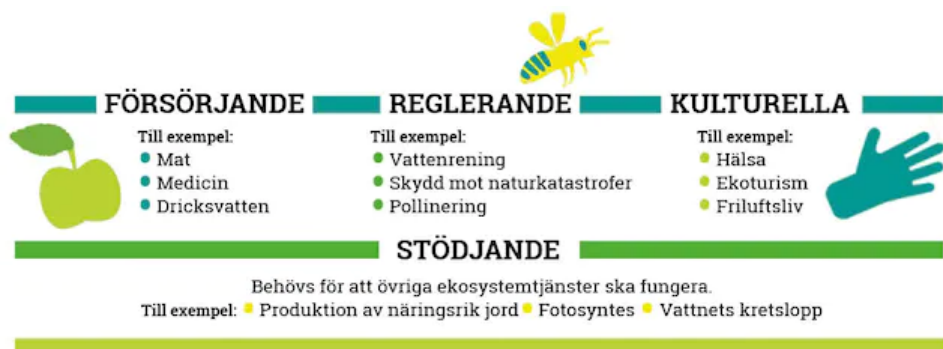 FÖRSÖRJANDE
Till exempel:
• Mat
• Medicin
• Dricksvatten
REGLERANDE
Till exempel:
• Vattenrening
• Skydd mot naturkatastrofer
• Pollinering
KULTURELLA
Till exempel:
• Hälsa
• Ekoturism
• Friluftsliv
STÖDJANDE
Behövs för att övriga ekosystemtjänster ska fungera.
Till exempel: • Produktion av näringsrik jord • Fotosyntes • Vattnets kretslopp